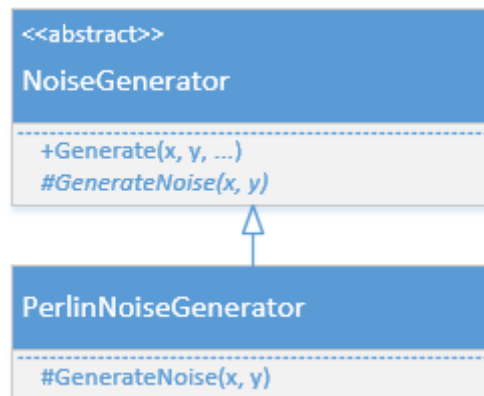 <<abstract>>
NoiseGenerator
+Generate(x, y, ...)
#GenerateNoise(x, y)
PerlinNoiseGenerator
#GenerateNoise(x, y)